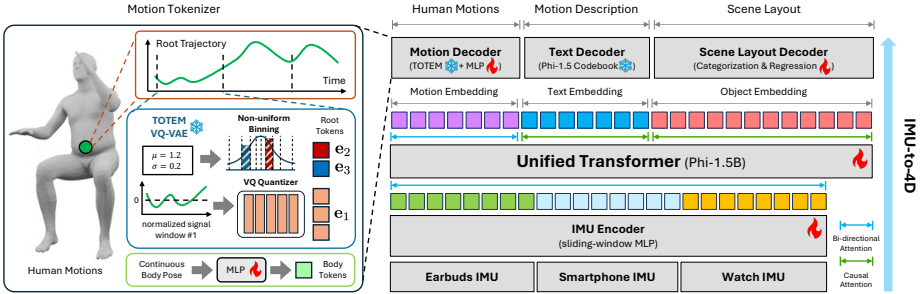 Motion Tokenizer
Root Trajectory
Time
TOTEM
VQ-VAE
Non-uniform
Binning
Root
Tokens
μ = 1.2
σ = 0.2
e2
e3
0
VQ Quantizer
e1
normalized signal
window #1
Human Motions
Continuous
Body Pose
MLP
Body
Tokens
Human Motions
Motion Description
Scene Layout
Motion Decoder
(TOTEM + MLP )
Text Decoder
(Phi-1.5 Codebook )
Scene Layout Decoder
(Categorization & Regression )
Motion Embedding
Text Embedding
Object Embedding
Unified Transformer (Phi-1.5B)
IMU Encoder
(sliding-window MLP)
Earbuds IMU
Smartphone IMU
Watch IMU
Bi-directional
Attention
Causal
Attention
IMU-to-4D